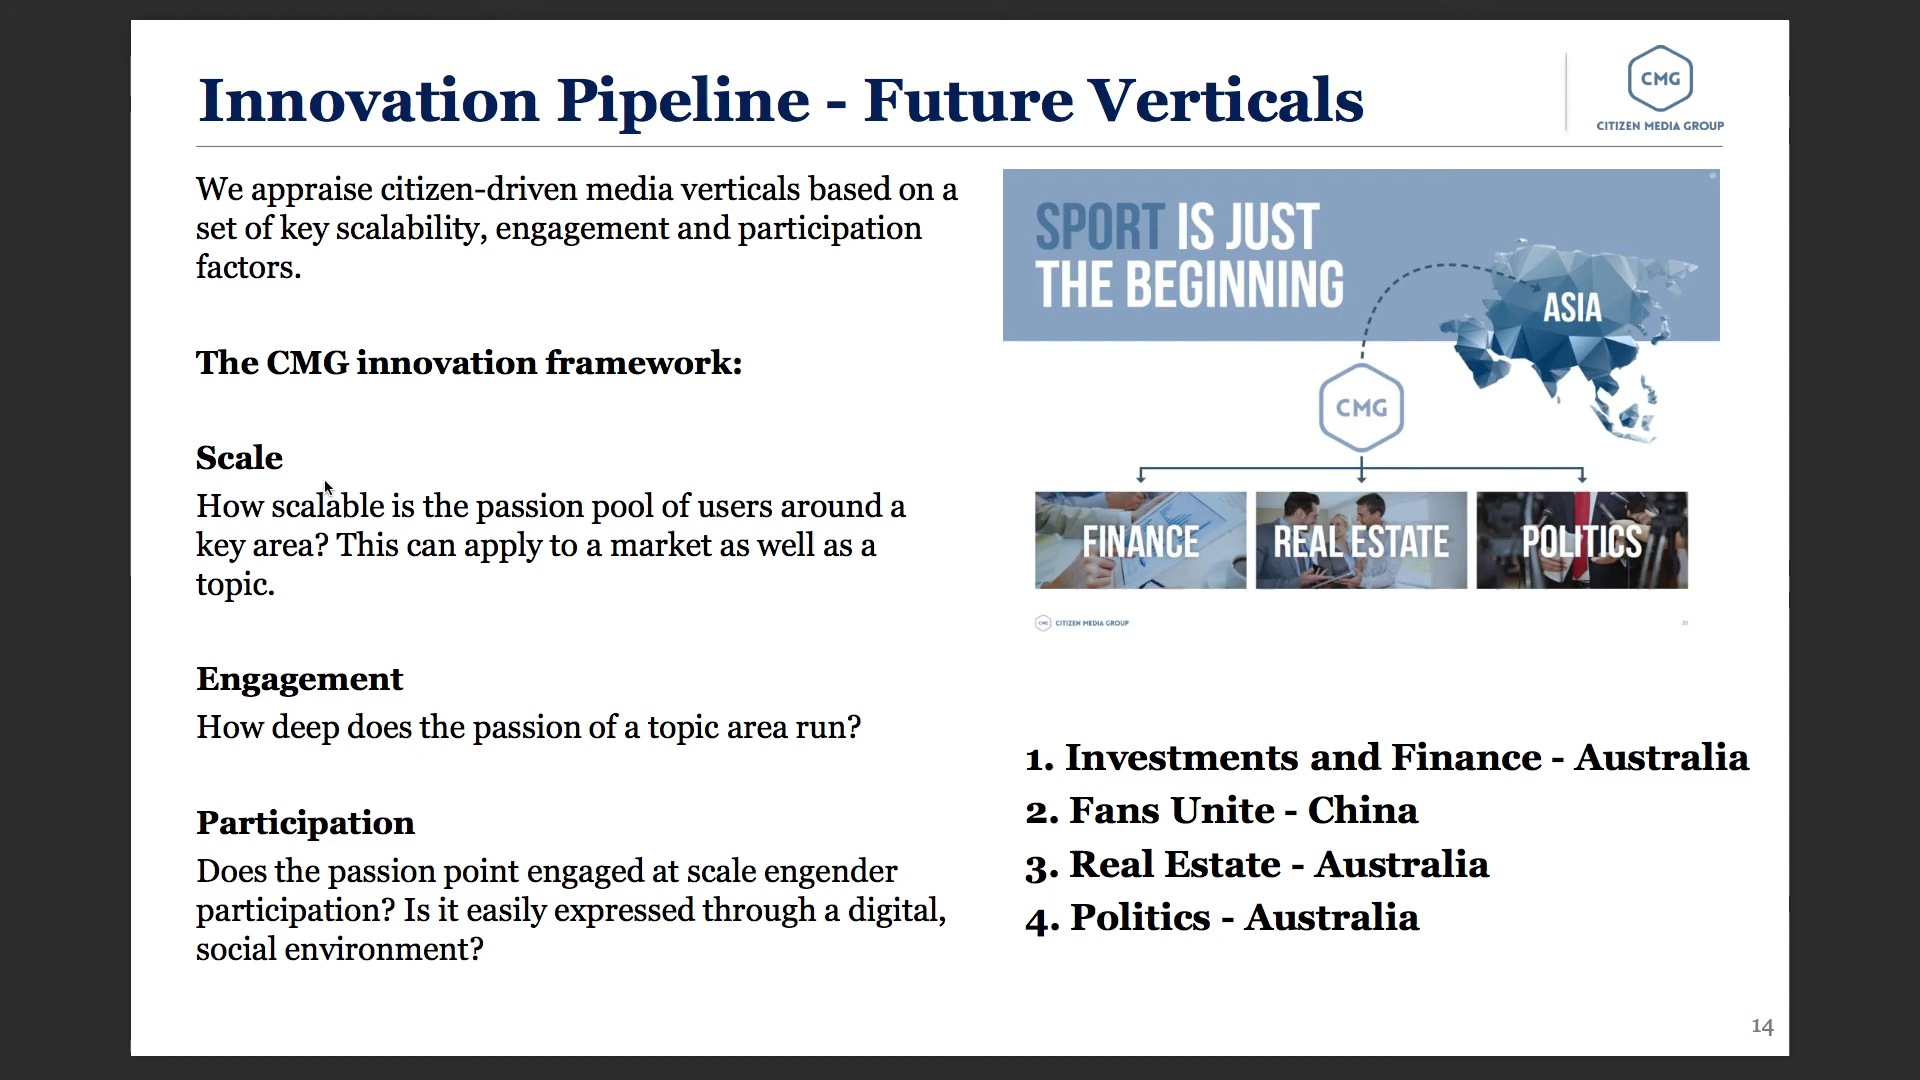 Innovation Pipeline - Future Verticals
CMG
CITIZEN MEDIA GROUP
We appraise citizen-driven media verticals based on a
set of key scalability, engagement and participation
factors.
The CMG innovation framework:
Scale
How scalable is the passion pool of users around a
key area? This can apply to a market as well as a
topic.
Engagement
How deep does the passion of a topic area run?
Participation
Does the passion point engaged at scale engender
participation? Is it easily expressed through a digital,
social environment?
SPORT IS JUST
THE BEGINNING
ASIA
CMG
FINANCE
REAL ESTATE
POLITICS
CMG
CITIZEN MEDIA GROUP
1. Investments and Finance - Australia
2. Fans Unite - China
3. Real Estate - Australia
4. Politics - Australia
14